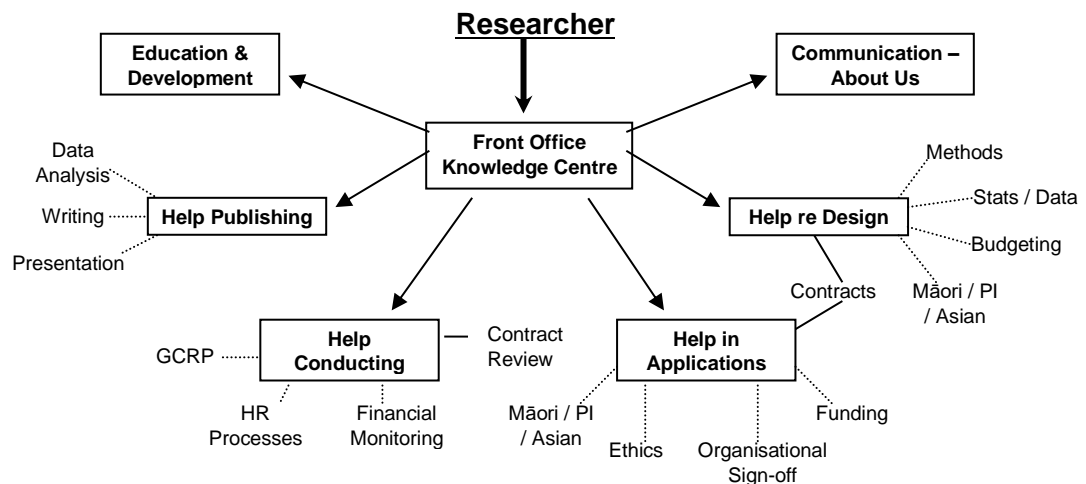 Researcher
Education &
Development
Communication –
About Us
Front Office
Knowledge Centre
Data
Analysis
Writing
Presentation
Help Publishing
Help re Design
Methods
Stats / Data
Budgeting
Māori / PI
/ Asian
Contracts
Help
Conducting
GCRP
HR
Processes
Financial
Monitoring
Contract
Review
Help in
Applications
Māori / PI
/ Asian
Ethics
Organisational
Sign-off
Funding